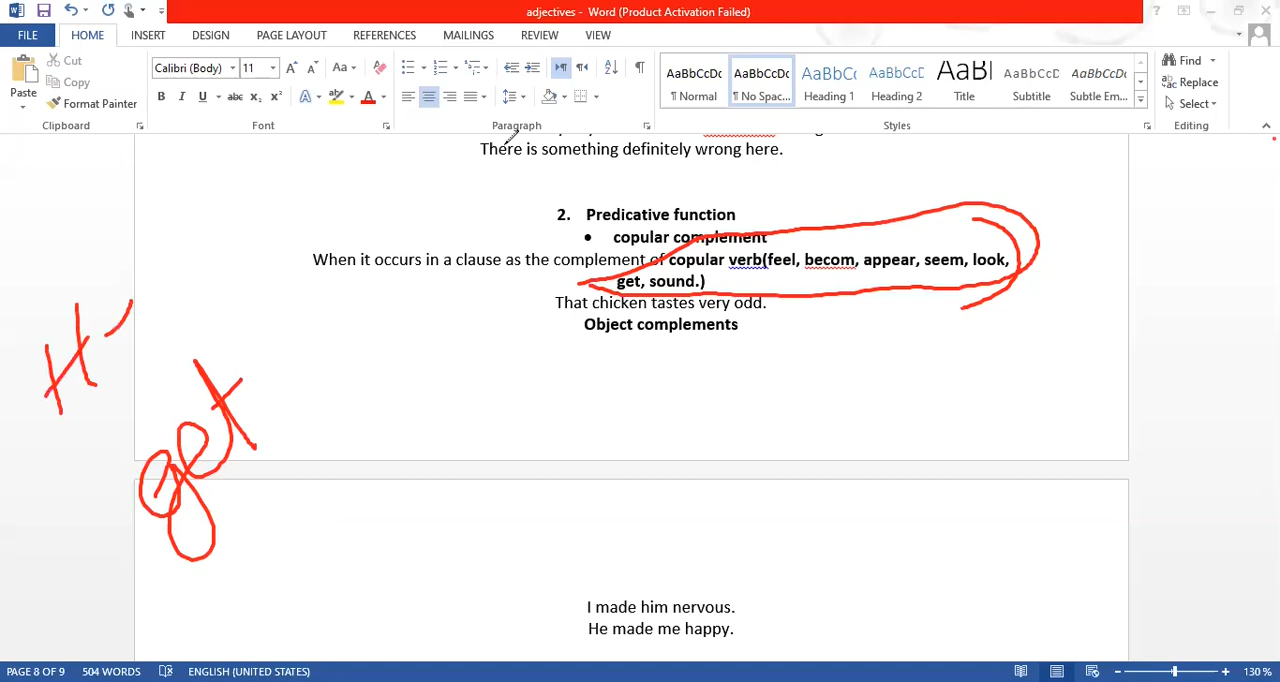 adjectives - Word (Product Activation Failed)
FILE HOME INSERT DESIGN PAGE LAYOUT REFERENCES MAILINGS REVIEW VIEW
Paste
Cut
Copy
Format Painter
Calibri (Body) 11
AaBbCcDc AaBbCcDc AaBbCc AaBbCcD AaBl AaBbCcD AaBbCcDc
¶ Normal ¶ No Spac... Heading 1 Heading 2 Title Subtitle Subtle Em...
Find
Replace
Select
Clipboard Font Paragraph Styles Editing
There is something definitely wrong here.
2. Predicative function
• copular complement
When it occurs in a clause as the complement of copular verb(feel, becom, appear, seem, look,
get, sound.)
That chicken tastes very odd.
Object complements
H
get
I made him nervous.
He made me happy.
PAGE 8 OF 9 504 WORDS ENGLISH (UNITED STATES) 130 %